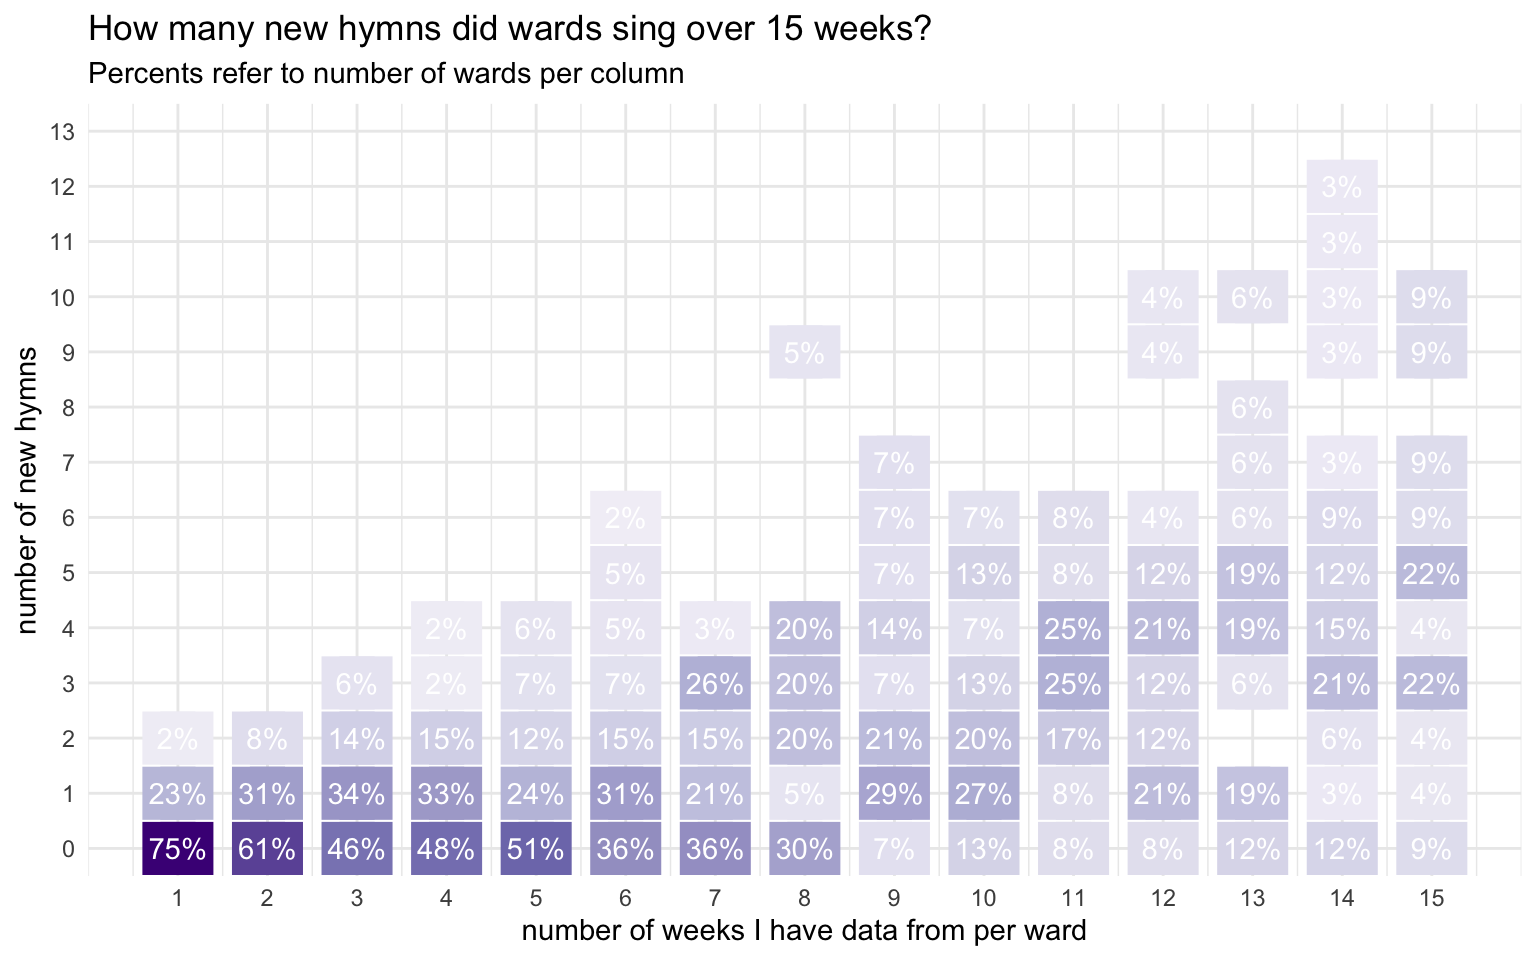 How many new hymns did wards sing over 15 weeks?
Percents refer to number of wards per column
number of new hymns
13
12 3%
11 3%
10 4% 6% 3% 9%
9 5% 4% 3% 9%
8 6%
7 7% 6% 3% 9%
6 2% 7% 7% 8% 4% 6% 9% 9%
5 5% 7% 13% 8% 12% 19% 12% 22%
4 2% 6% 5% 3% 20% 14% 7% 25% 21% 19% 15% 4%
3 6% 2% 7% 7% 26% 20% 7% 13% 25% 12% 6% 21% 22%
2 2% 8% 14% 15% 12% 15% 15% 20% 21% 20% 17% 12% 6% 4%
1 23% 31% 34% 33% 24% 31% 21% 5% 29% 27% 8% 21% 19% 3% 4%
0 75% 61% 46% 48% 51% 36% 36% 30% 7% 13% 8% 8% 12% 12% 9%
1 2 3 4 5 6 7 8 9 10 11 12 13 14 15
number of weeks I have data from per ward